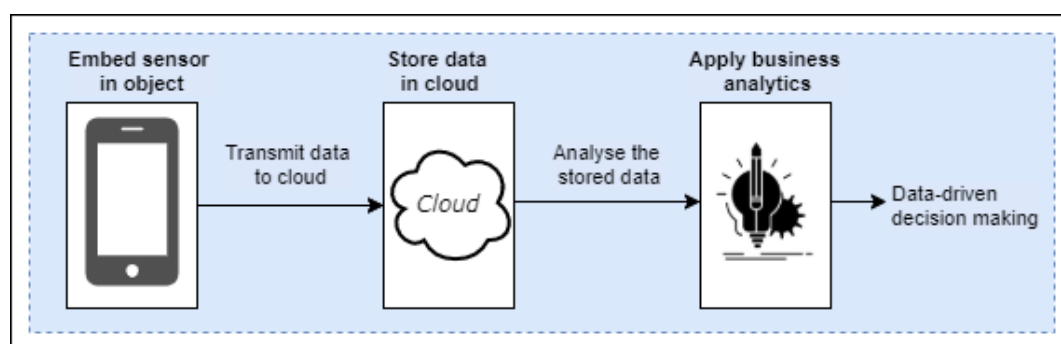 Embed sensor
in object
Store data
in cloud
Apply business
analytics
Transmit data
to cloud
Cloud
Analyse the
stored data
Data-driven
decision making